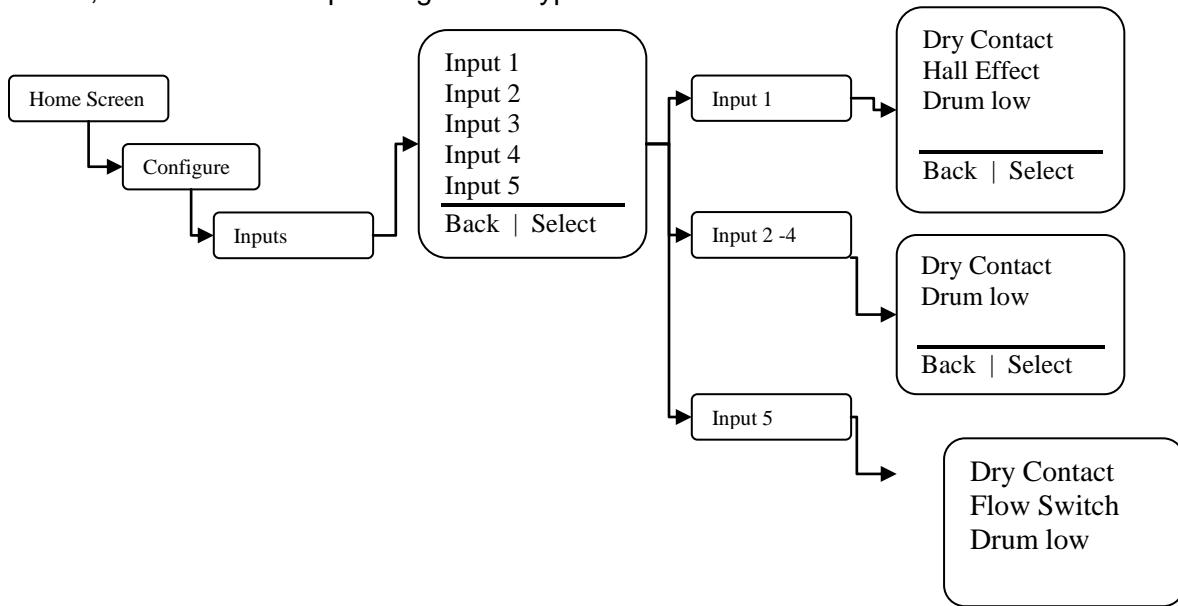 Home Screen
Configure
Inputs
Input 1
Input 2
Input 3
Input 4
Input 5
Back | Select
Input 1
Dry Contact
Hall Effect
Drum low
Back | Select
Input 2 -4
Dry Contact
Drum low
Back | Select
Input 5
Dry Contact
Flow Switch
Drum low